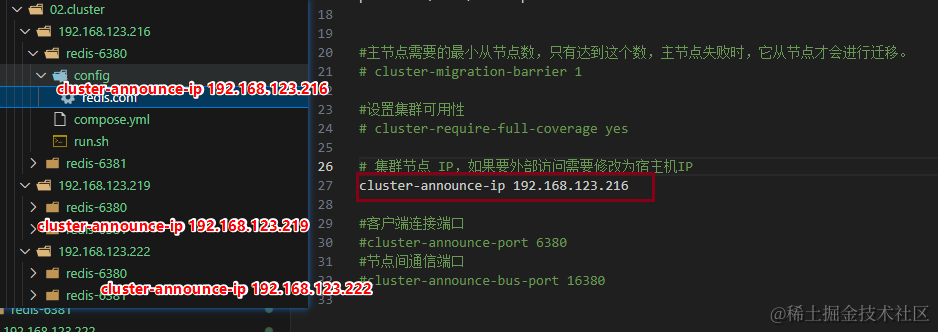 02.cluster
192.168.123.216
redis-6380
config
cluster-announce-ip 192.168.123.216
redis.conf
compose.yml
run.sh
redis-6381
192.168.123.219
redis-6380
cluster-announce-ip 192.168.123.219
192.168.123.222
redis-6380
cluster-announce-ip 192.168.123.222
redis-6381
redis-6381
192.168.123.222
18
19
20 #主节点需要的最小从节点数，只有达到这个数，主节点失败时，它从节点才会进行迁移。
21 # cluster-migration-barrier 1
22
23 #设置集群可用性
24 # cluster-require-full-coverage yes
25
26 # 集群节点 IP，如果要外部访问需要修改为宿主机IP
27 cluster-announce-ip 192.168.123.216
28
29 #客户端连接端口
30 #cluster-announce-port 6380
31 #节点间通信端口
32 #cluster-announce-bus-port 16380
33
@稀土掘金技术社区